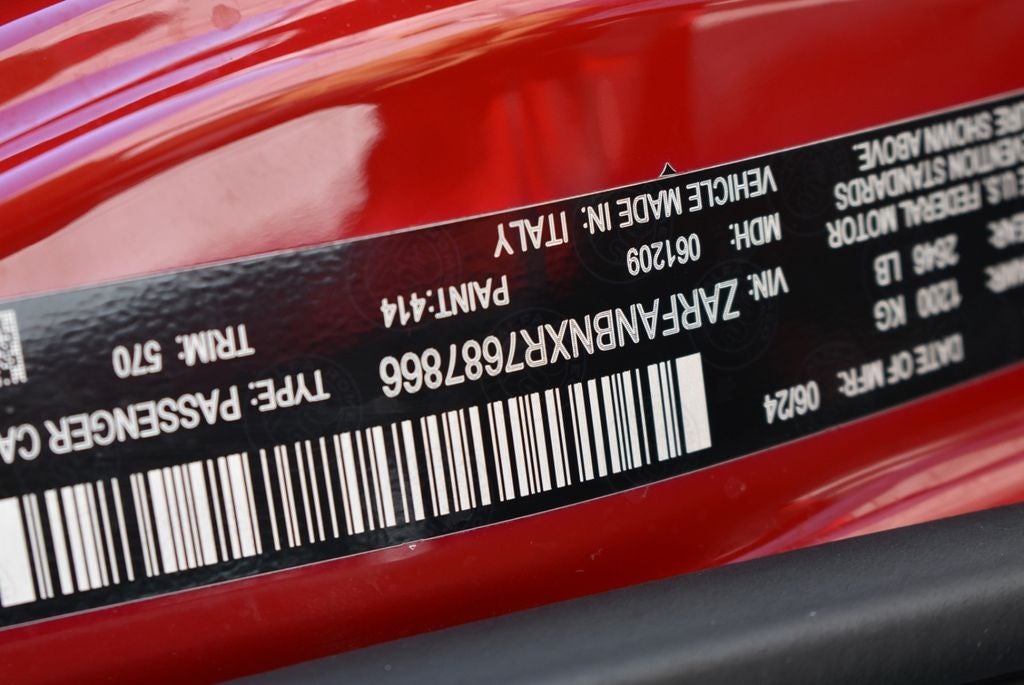 DATE OF MFR: 06/24
1200 KG
2646 LB
U.S. FEDERAL MOTOR
VENTION STANDARDS
SHOWN ABOVE.
VIN: ZARFANBNXR7687866 TYPE: PASSENGER CA
MDH: 061209 PAINT:414 TRIM: 570
VEHICLE MADE IN: ITALY